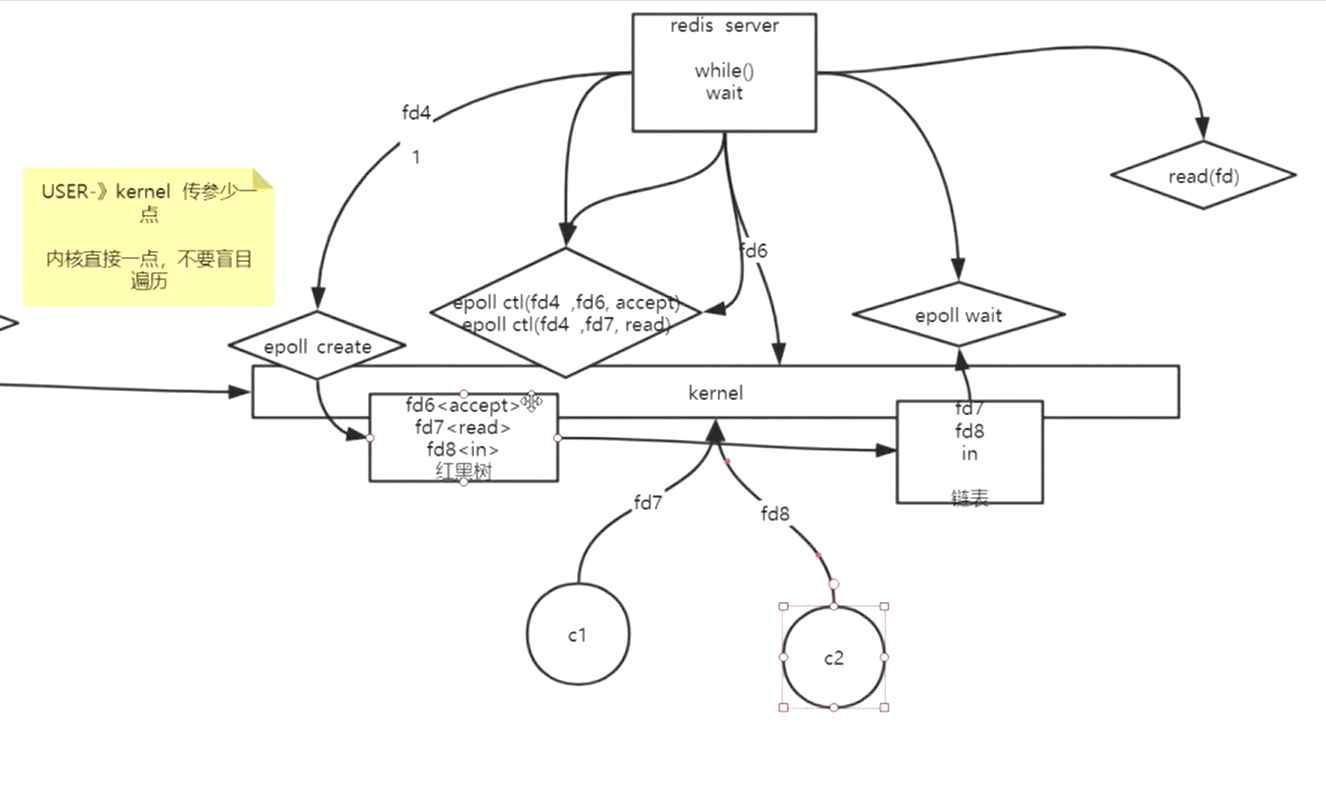 redis server
while()
wait
fd4
1
USER-》kernel 传参少一
点
内核直接一点，不要盲目
遍历
read(fd)
fd6
epoll ctl(fd4 ,fd6, accept)
epoll ctl(fd4 ,fd7, read)
epoll wait
epoll create
kernel
fd6<accept>
fd7<read>
fd8<in>
红黑树
fd7
fd8
in
链表
fd7
fd8
c1
c2